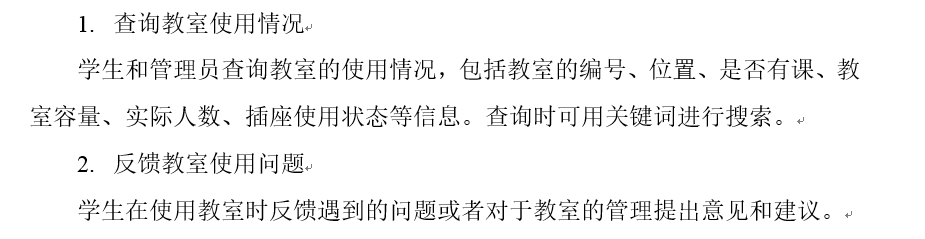 1. 查询教室使用情况
学生和管理员查询教室的使用情况，包括教室的编号、位置、是否有课、教
室容量、实际人数、插座使用状态等信息。查询时可用关键词进行搜索。
2. 反馈教室使用问题
学生在使用教室时反馈遇到的问题或者对于教室的管理提出意见和建议。